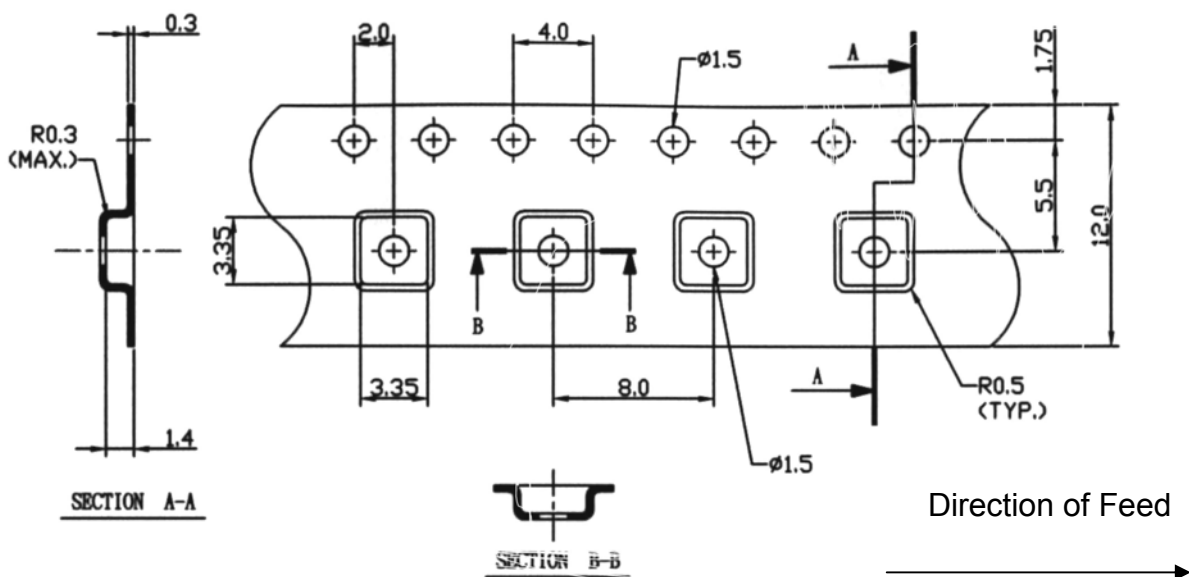 0.3
2.0
4.0
ø1.5
A
1.75
R0.3
(MAX.)
5.5
12.0
3.35
B
B
3.35
8.0
A
R0.5
(TYP.)
1.4
ø1.5
SECTION A-A
Direction of Feed
SECTION B-B